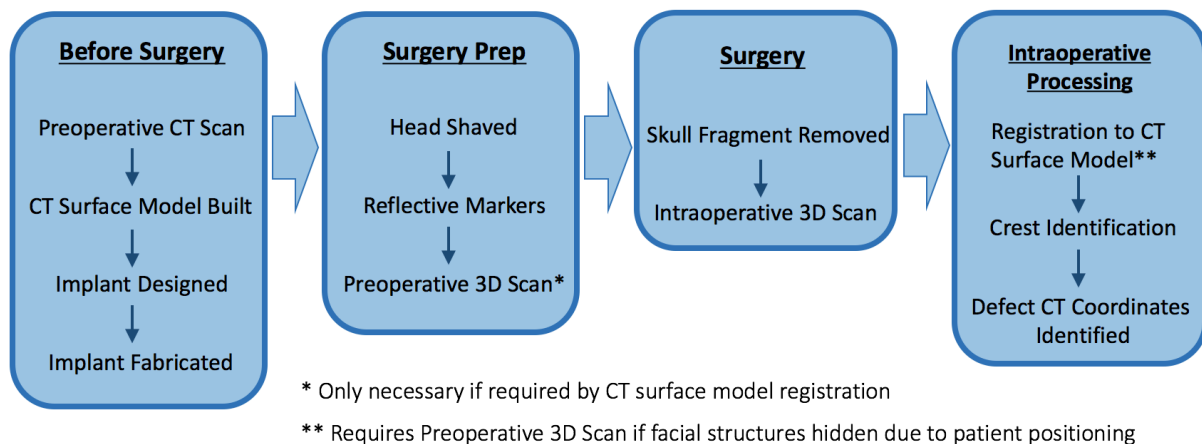 Before Surgery
Preoperative CT Scan
CT Surface Model Built
Implant Designed
Implant Fabricated
Surgery Prep
Head Shaved
Reflective Markers
Preoperative 3D Scan*
Surgery
Skull Fragment Removed
Intraoperative 3D Scan
Intraoperative
Processing
Registration to CT
Surface Model**
Crest Identification
Defect CT Coordinates
Identified
* Only necessary if required by CT surface model registration
** Requires Preoperative 3D Scan if facial structures hidden due to patient positioning